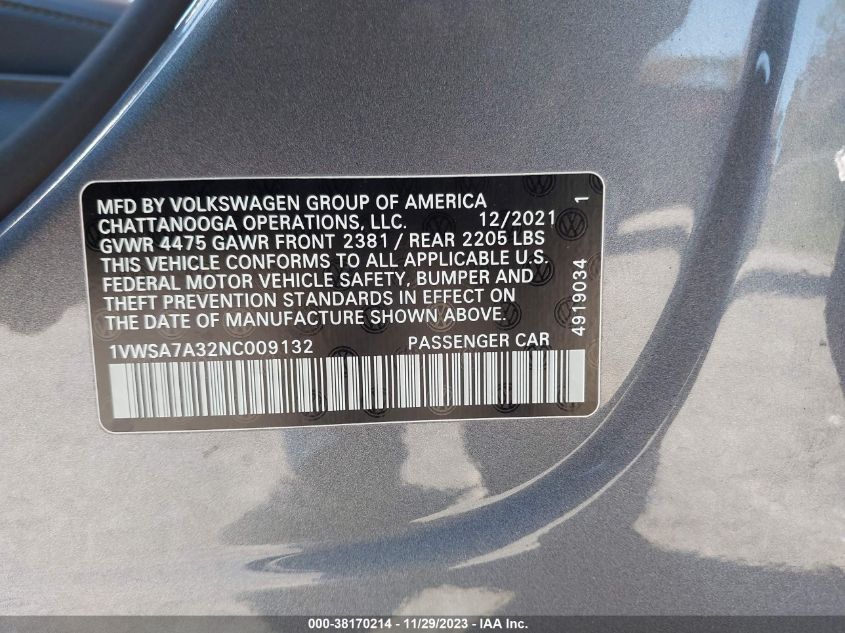 MFD BY VOLKSWAGEN GROUP OF AMERICA
CHATTANOOGA OPERATIONS, LLC. 12/2021 1
GVWR 4475 GAWR FRONT 2381 / REAR 2205 LBS
THIS VEHICLE CONFORMS TO ALL APPLICABLE U.S.
FEDERAL MOTOR VEHICLE SAFETY, BUMPER AND
THEFT PREVENTION STANDARDS IN EFFECT ON
THE DATE OF MANUFACTURE SHOWN ABOVE.
4919034
1VWSA7A32NC009132 PASSENGER CAR
000-38170214 - 11/29/2023 - IAA Inc.